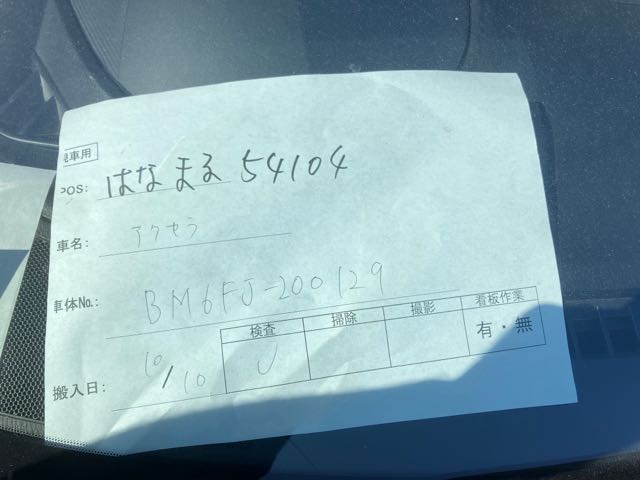 車用
POS: はなまる 54104
車名: アクセラ
車体No.: BM6FJ-200129
検査 掃除 撮影 看板作業
搬入日: 10/10 レ 有・無